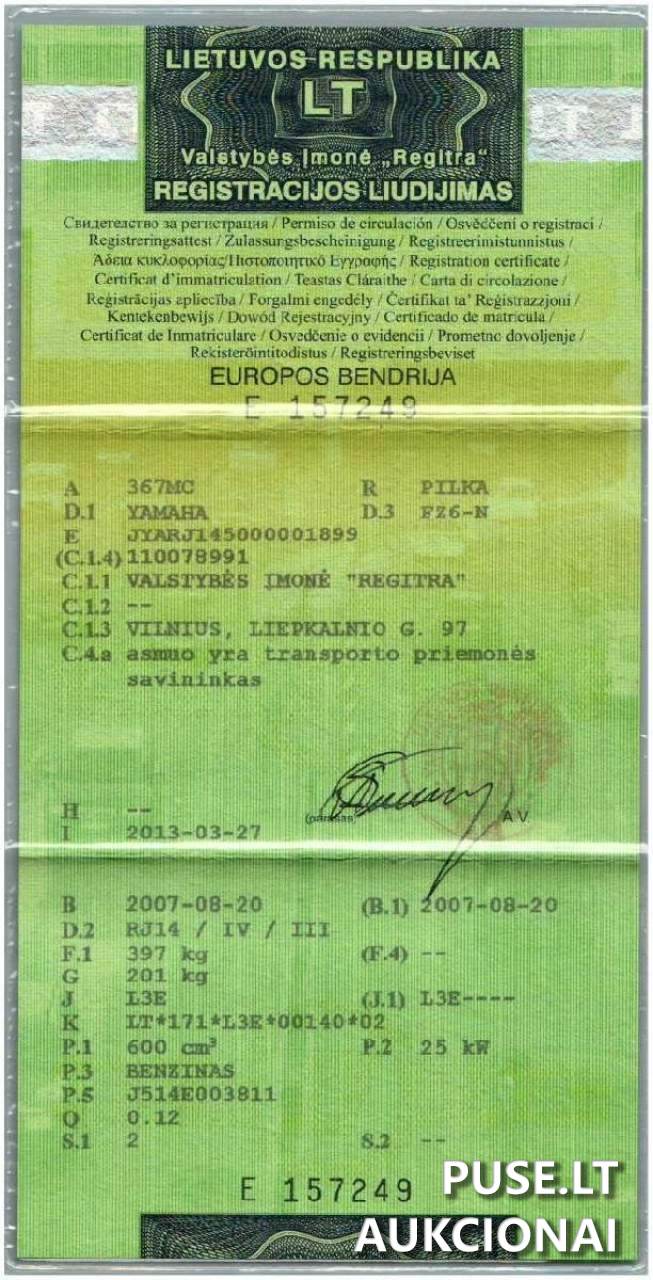 LIETUVOS RESPUBLIKA
LT
Valstybės Įmonė „Regitra“
REGISTRACIJOS LIUDIJIMAS
Свидетелство за регистрация / Permiso de circulación / Osvědčení o registraci /
Registreringsattest / Zulassungsbescheinigung / Registreerimistunnistus /
Άδεια κυκλοφορίας/Πιστοποιητικό Εγγραφής / Registration certificate /
Certificat d'immatriculation / Teastas Cláraithe / Carta di circolazione /
Reģistrācijas apliecība / Forgalmi engedély / Ċertifikat ta' Reġistrazzjoni /
Kentekenbewijs / Dowód Rejestracyjny / Certificado de matrícula /
Certificat de Inmatriculare / Osvedčenie o evidencii / Prometno dovoljenje /
Rekisteröintitodistus / Registreringsbeviset
EUROPOS BENDRIJA
E 157249
A 367MC R PILKA
D.1 YAMAHA D.3 FZ6-N
E JYARJ145000001899
(C.1.4) 110078991
C.1.1 VALSTYBĖS ĮMONĖ "REGITRA"
C.1.2 --
C.1.3 VILNIUS, LIEPKALNIO G. 97
C.4.a asmuo yra transporto priemonės
savininkas
H --
(parašas) A V
I 2013-03-27
B 2007-08-20 (B.1) 2007-08-20
D.2 RJ14 / IV / III
F.1 397 kg (F.4) --
G 201 kg
J L3E (J.1) L3E----
K LT*171*L3E*00140*02
P.1 600 cm³ P.2 25 kW
P.3 BENZINAS
P.5 J514E003811
Q 0.12
S.1 2 S.2 --
E 157249
PUSE.LT
AUKCIONAI